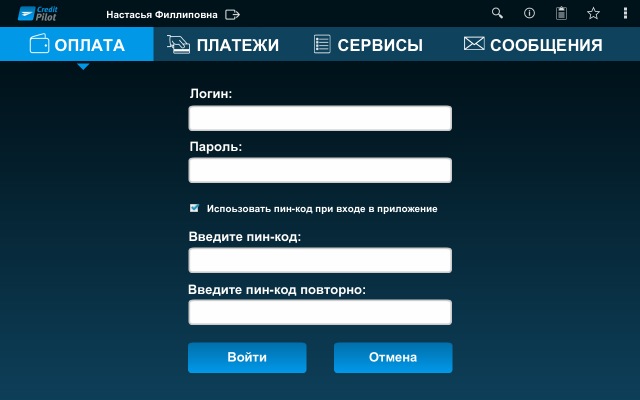 Credit
Pilot
Настасья Филлиповна
ОПЛАТА
ПЛАТЕЖИ
СЕРВИСЫ
СООБЩЕНИЯ
Логин:
Пароль:
Испоьзовать пин-код при входе в приложение
Введите пин-код:
Введите пин-код повторно:
Войти
Отмена